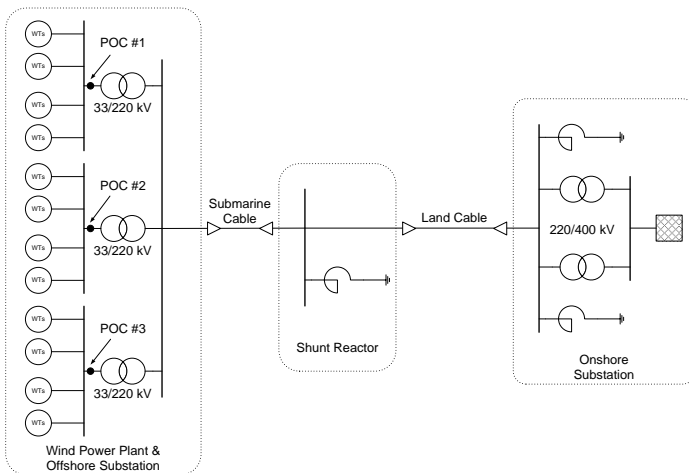 WTs
POC #1
WTs
33/220 kV
WTs
WTs
WTs
POC #2
WTs
33/220 kV
WTs
WTs
WTs
POC #3
WTs
33/220 kV
WTs
WTs
Wind Power Plant &
Offshore Substation
Submarine
Cable
Shunt Reactor
Land Cable
220/400 kV
Onshore
Substation